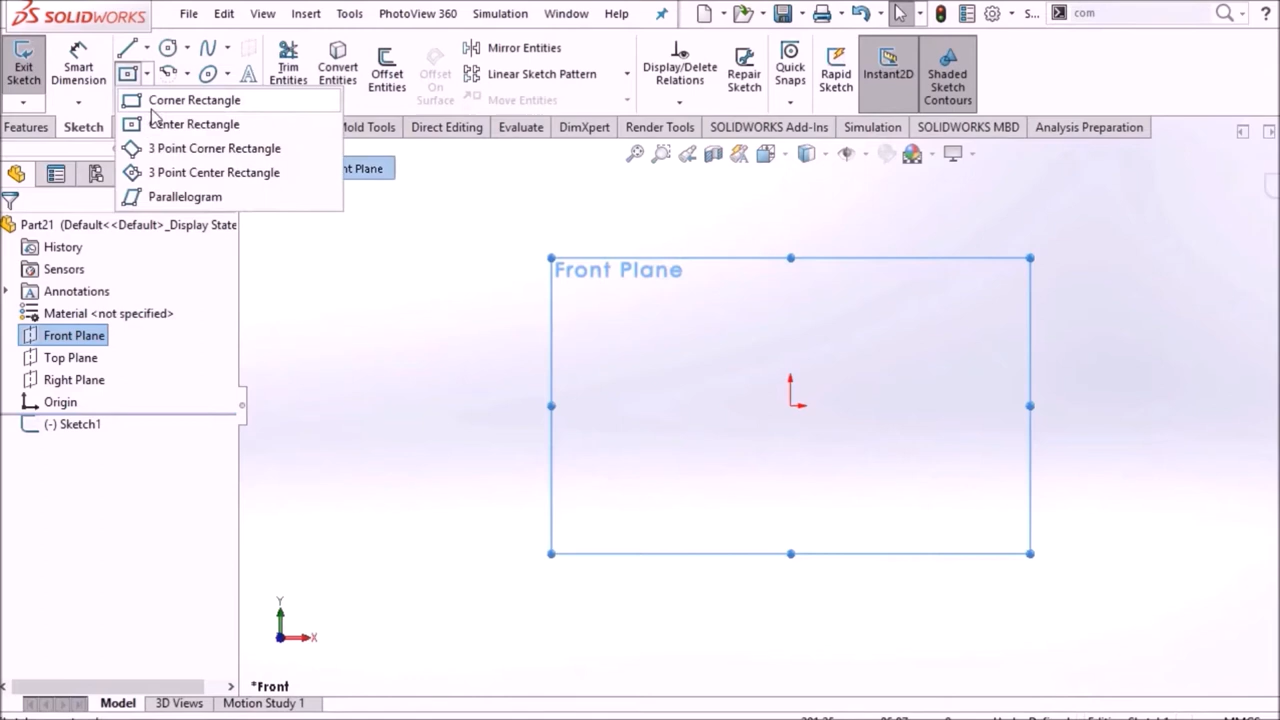 SOLIDWORKS
File Edit View Insert Tools PhotoView 360 Simulation Window Help
S... com ?
Exit Sketch
Smart Dimension
Trim Entities
Convert Entities
Offset Entities
Offset On Surface
Mirror Entities
Linear Sketch Pattern
Move Entities
Display/Delete Relations
Repair Sketch
Quick Snaps
Rapid Sketch
Instant2D
Shaded Sketch Contours
Corner Rectangle
Center Rectangle
3 Point Corner Rectangle
3 Point Center Rectangle
Parallelogram
Features Sketch Mold Tools Direct Editing Evaluate DimXpert Render Tools SOLIDWORKS Add-Ins Simulation SOLIDWORKS MBD Analysis Preparation
nt Plane
Part21 (Default<<Default>_Display State
History
Sensors
Annotations
Material <not specified>
Front Plane
Top Plane
Right Plane
Origin
(-) Sketch1
Front Plane
Y
X
*Front
Model 3D Views Motion Study 1